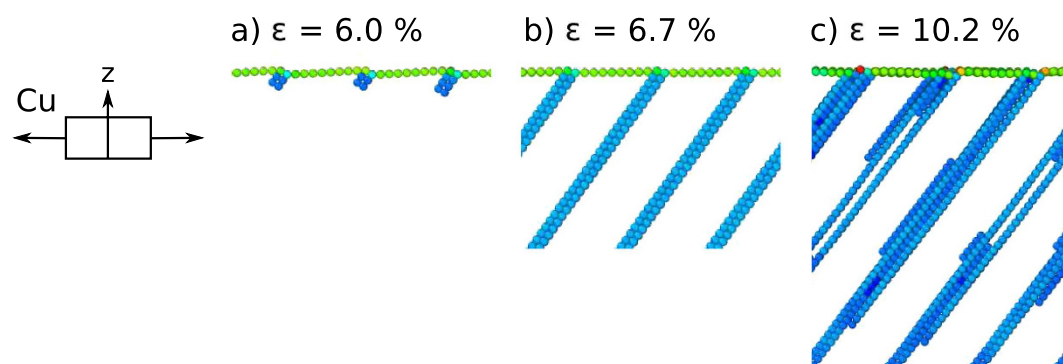 a) ε = 6.0 %
b) ε = 6.7 %
c) ε = 10.2 %
z
Cu